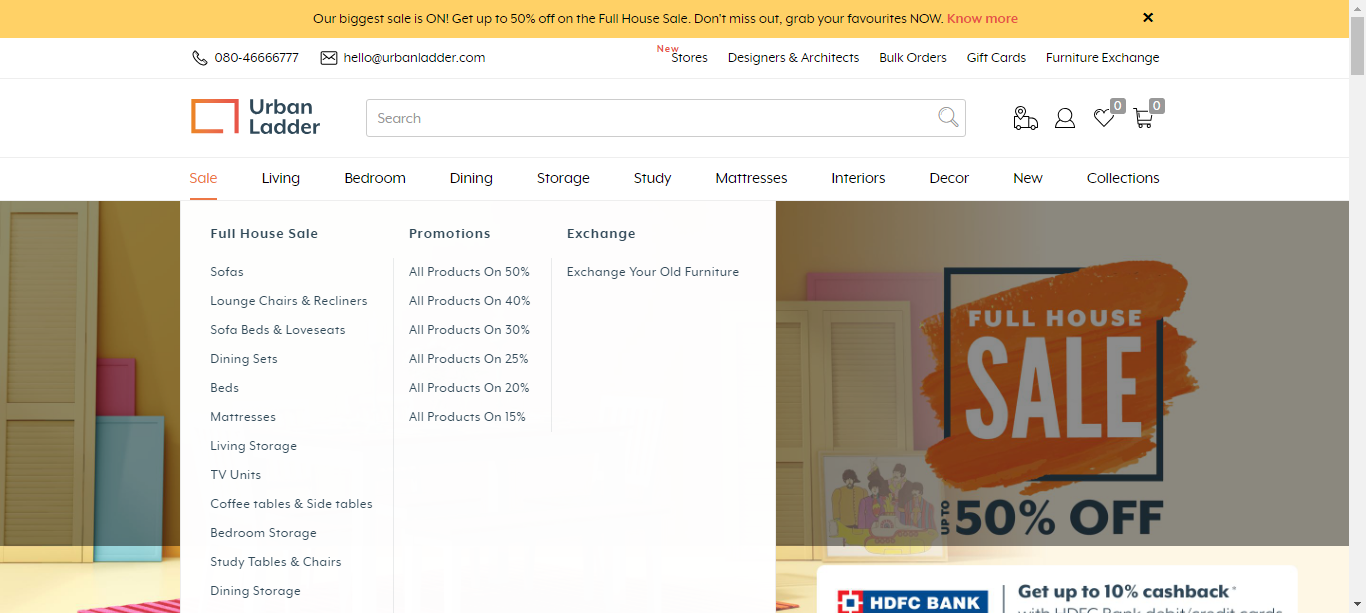 Our biggest sale is ON! Get up to 50% off on the Full House Sale. Don't miss out, grab your favourites NOW. Know more
080-46666777 hello@urbanladder.com New Stores Designers & Architects Bulk Orders Gift Cards Furniture Exchange
Urban
Ladder
Search
0 0
Sale Living Bedroom Dining Storage Study Mattresses Interiors Decor New Collections
Full House Sale
Sofas
Lounge Chairs & Recliners
Sofa Beds & Loveseats
Dining Sets
Beds
Mattresses
Living Storage
TV Units
Coffee tables & Side tables
Bedroom Storage
Study Tables & Chairs
Dining Storage
Promotions
All Products On 50%
All Products On 40%
All Products On 30%
All Products On 25%
All Products On 20%
All Products On 15%
Exchange
Exchange Your Old Furniture
FULL HOUSE
SALE
UP TO 50% OFF
HDFC BANK
Get up to 10% cashback*
with HDFC Bank debit/credit cards